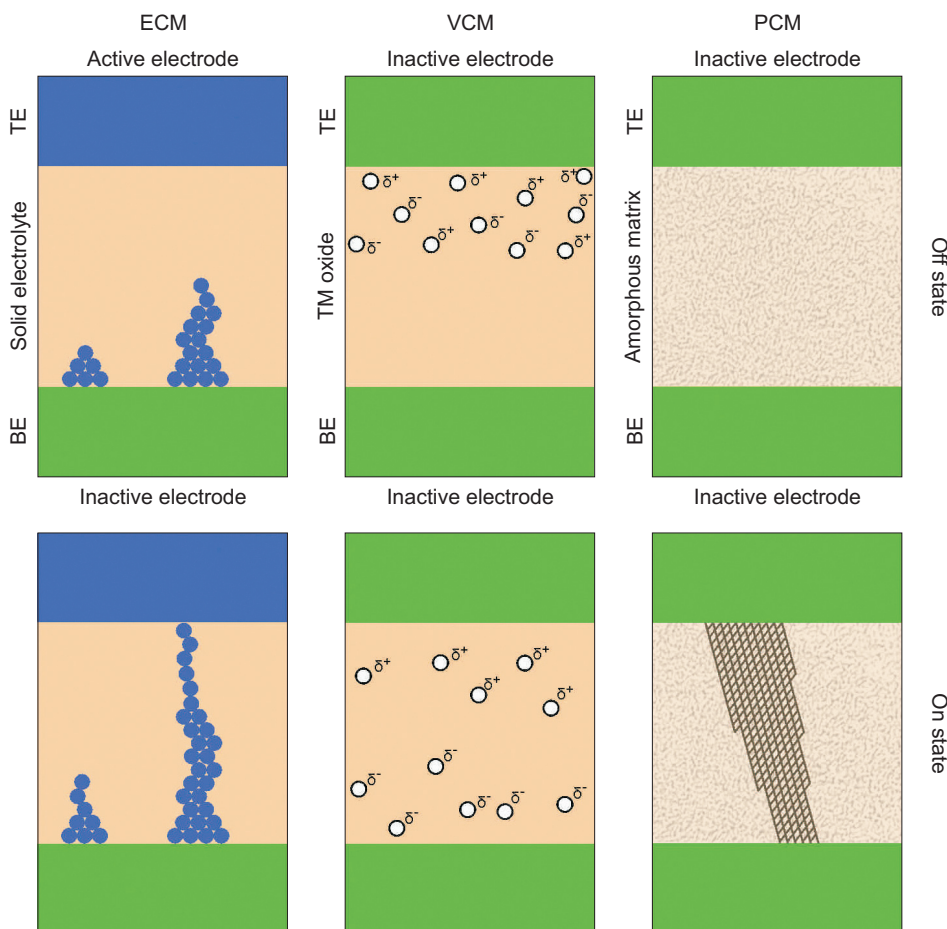 ECM
VCM
PCM
Active electrode
Inactive electrode
Inactive electrode
TE
Solid electrolyte
BE
TE
TM oxide
BE
TE
Amorphous matrix
BE
δ+
δ+
δ+
δ+
δ-
δ-
δ-
δ-
δ+
δ-
δ+
Off state
Inactive electrode
Inactive electrode
Inactive electrode
δ+
δ+
δ+
δ+
δ+
δ-
δ-
δ-
δ-
δ-
δ-
On state